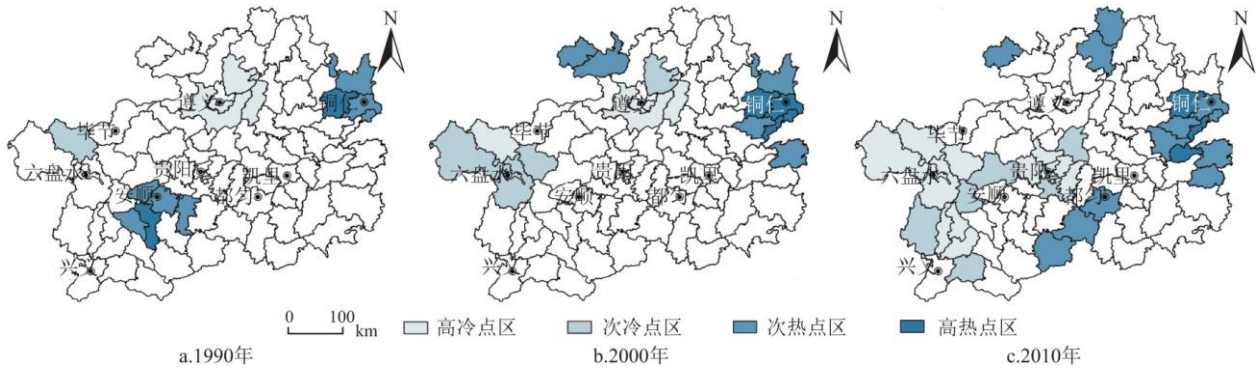 N
N
N
遵义
铜仁
毕节
六盘水
贵阳
凯里
安顺
都匀
兴义
遵义
铜仁
毕节
六盘水
贵阳
凯里
安顺
都匀
兴义
遵义
铜仁
毕节
六盘水
贵阳
凯里
安顺
都匀
兴义
0 100
km
高冷点区
次冷点区
次热点区
高热点区
a.1990年
b.2000年
c.2010年